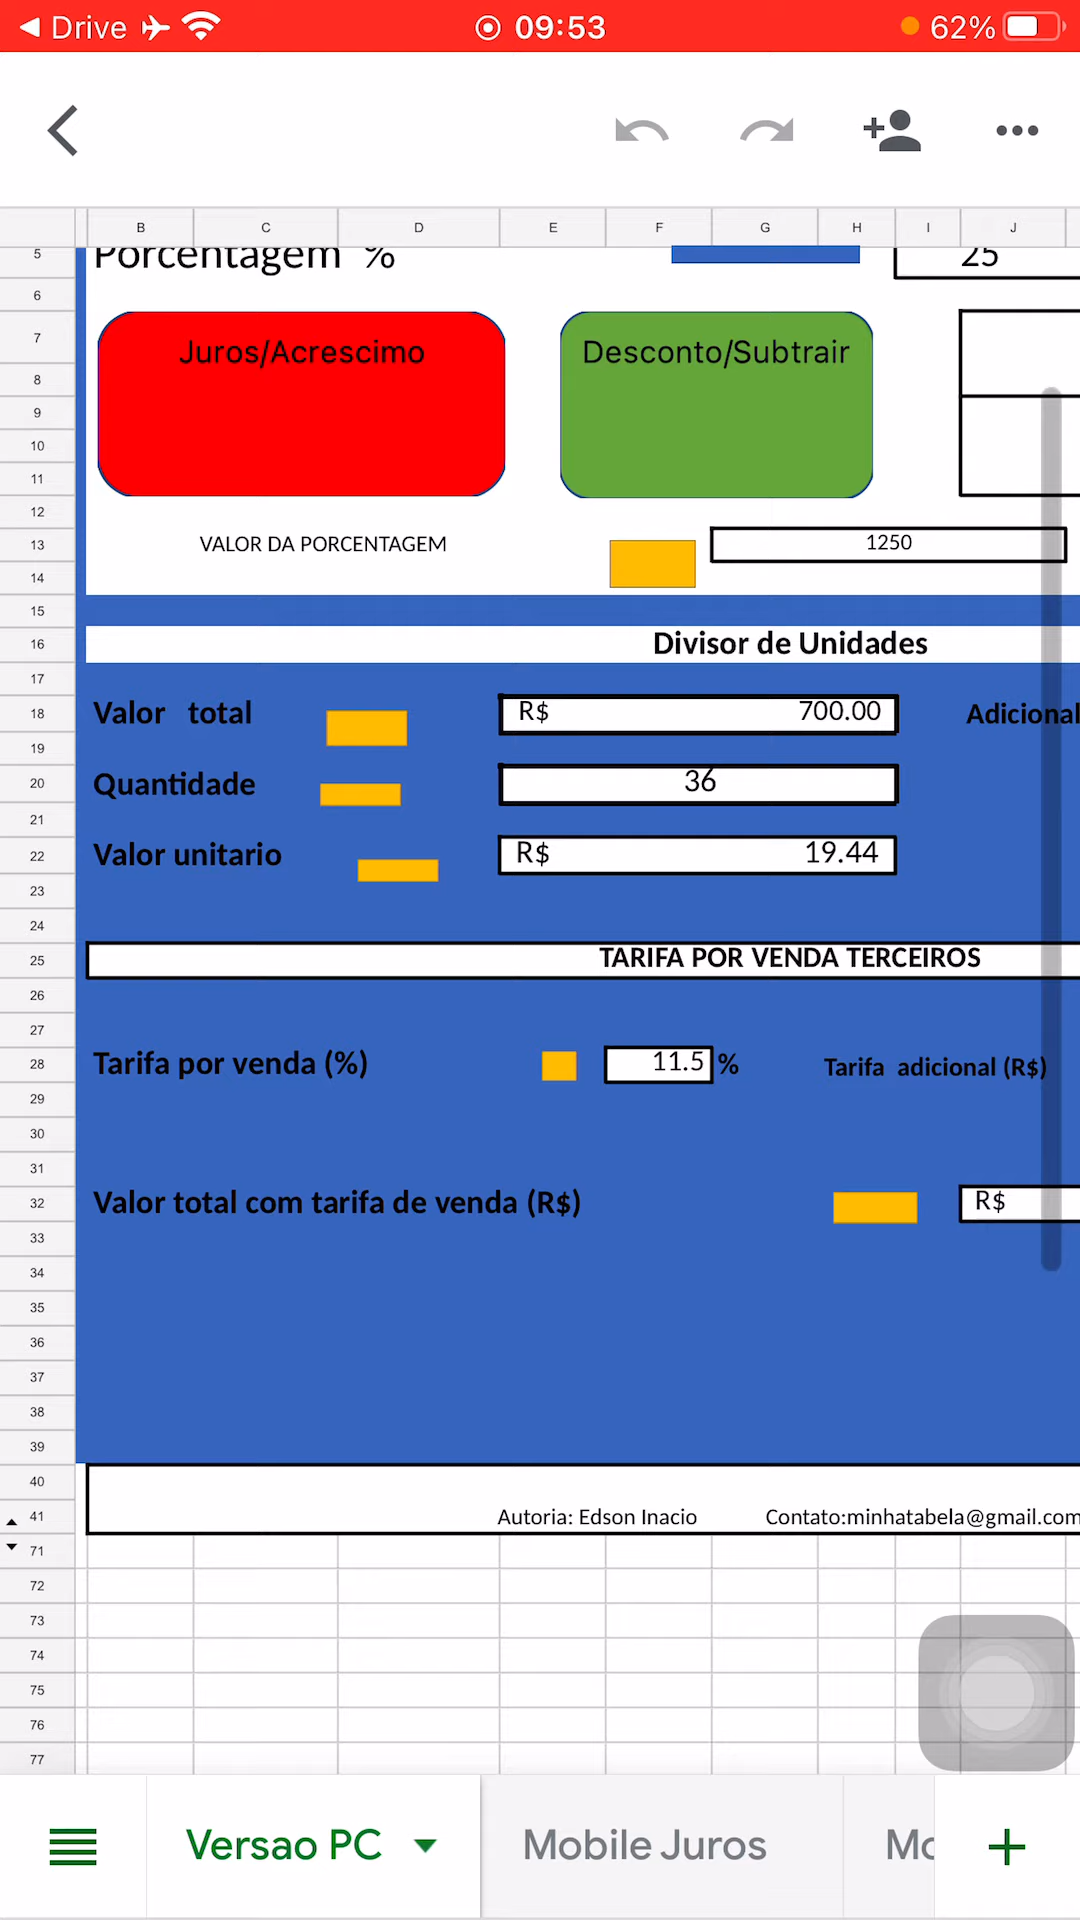 Drive 09:53 62%
B C D E F G H I J
5 Porcentagem % 25
6
7 Juros/Acrescimo Desconto/Subtrair
8
9
10
11
12
13 VALOR DA PORCENTAGEM 1250
14
15
16 Divisor de Unidades
17
18 Valor total R$ 700.00 Adicional
19
20 Quantidade 36
21
22 Valor unitario R$ 19.44
23
24
25 TARIFA POR VENDA TERCEIROS
26
27
28 Tarifa por venda (%) 11.5 % Tarifa adicional (R$)
29
30
31
32 Valor total com tarifa de venda (R$) R$
33
34
35
36
37
38
39
40
41 Autoria: Edson Inacio Contato:minhatabela@gmail.com
71
72
73
74
75
76
77
Versao PC Mobile Juros